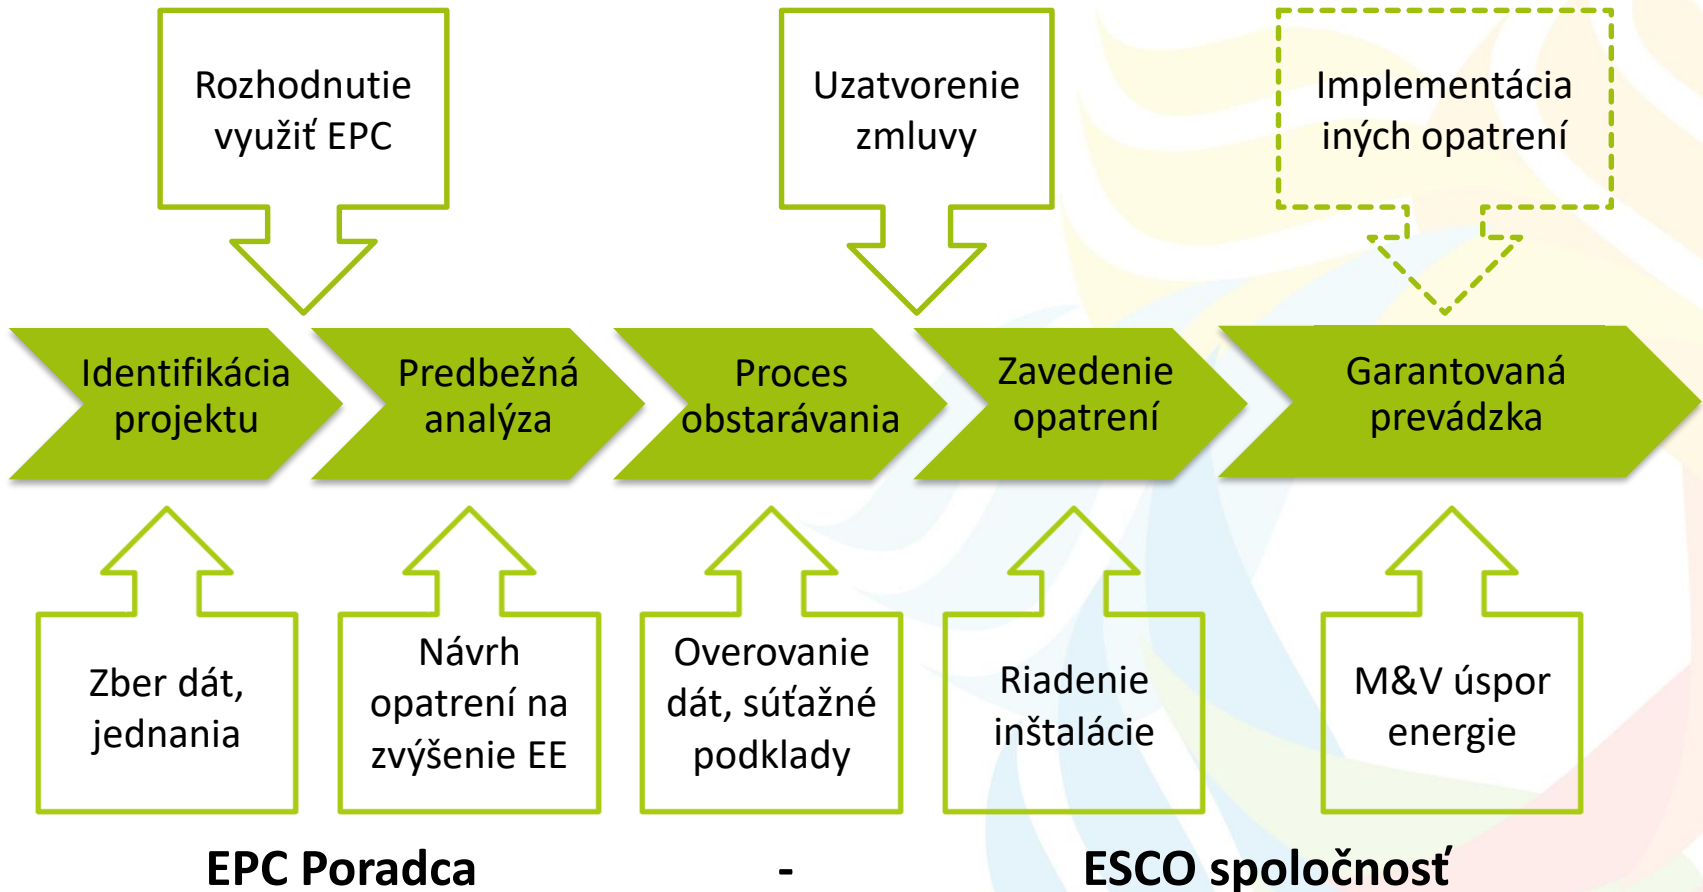 Rozhodnutie
využiť EPC
Uzatvorenie
zmluvy
Implementácia
iných opatrení
Identifikácia
projektu
Predbežná
analýza
Proces
obstarávania
Zavedenie
opatrení
Garantovaná
prevádzka
Zber dát,
jednania
Návrh
opatrení na
zvýšenie EE
Overovanie
dát, súťažné
podklady
Riadenie
inštalácie
M&V úspor
energie
EPC Poradca - ESCO spoločnosť